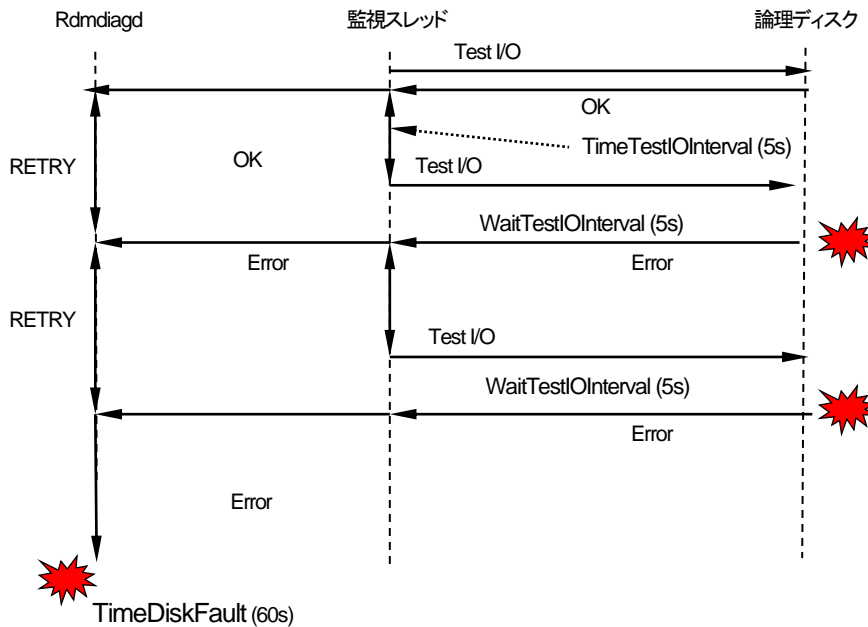 Rdmdiagd
監視スレッド
論理ディスク
Test I/O
OK
TimeTestIOInterval (5s)
RETRY
OK
Test I/O
WaitTestIOInterval (5s)
Error
Error
RETRY
Test I/O
WaitTestIOInterval (5s)
Error
Error
TimeDiskFault (60s)